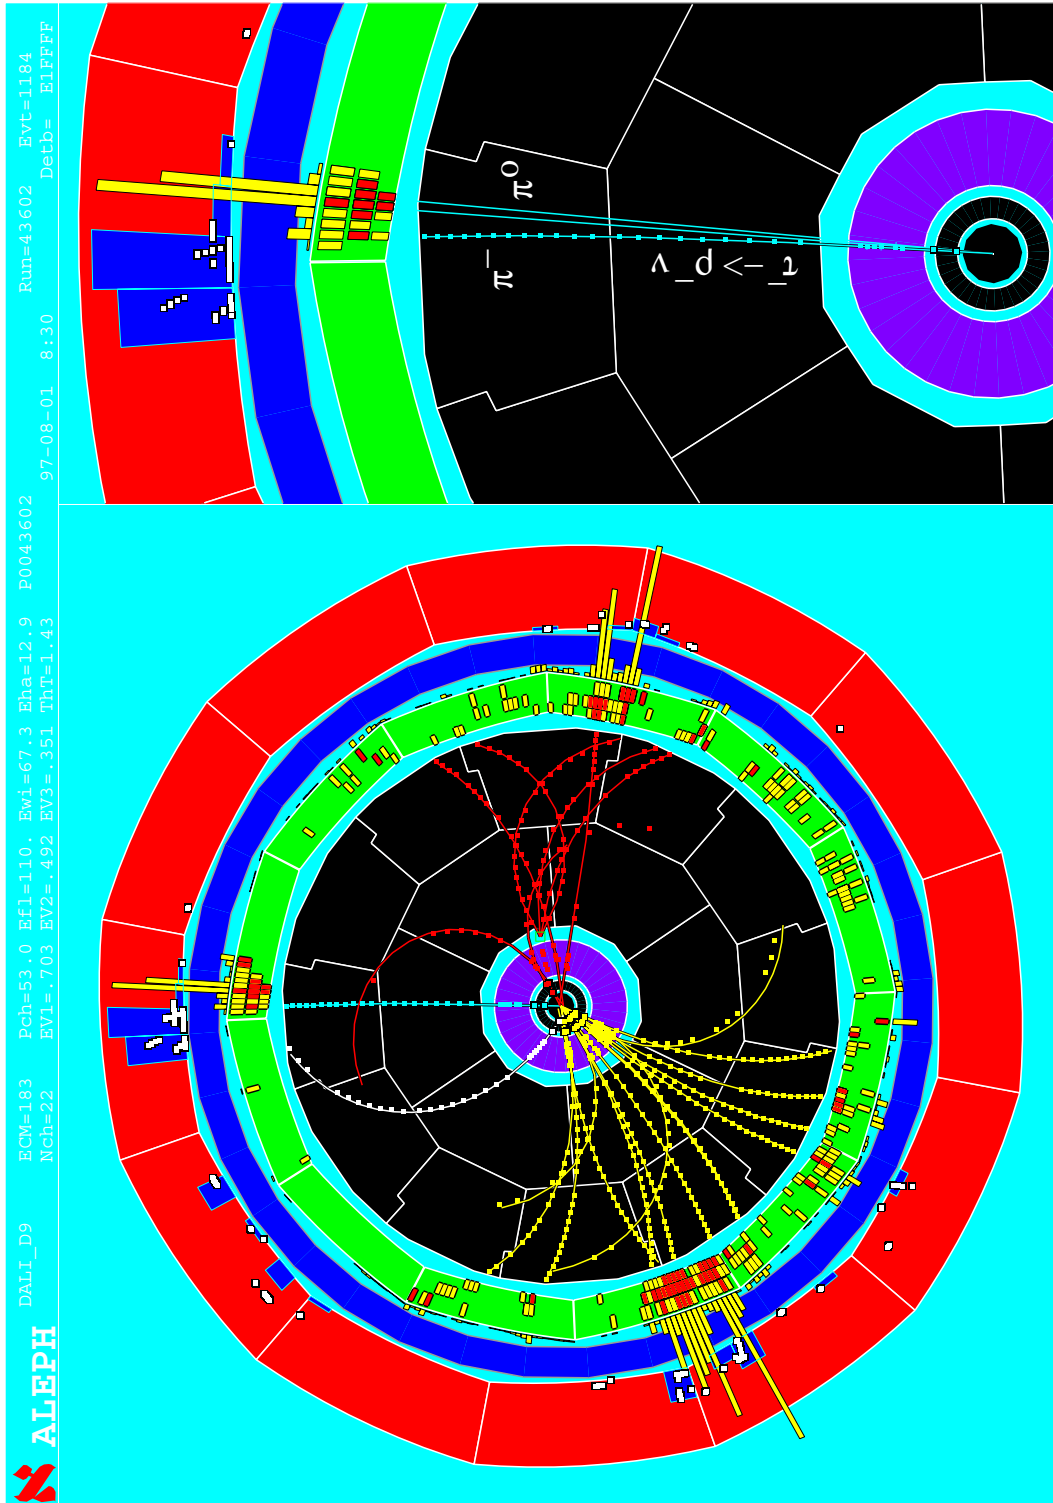 ALEPH DALI_D9 ECM=183 Pch=53.0 Efl=110. Ewi=67.3 Eha=12.9 P0043602 Run=43602 Evt=1184
Nch=22 EV1=.703 EV2=.492 EV3=.351 ThT=1.43 97-08-01 8:30 Detb= E1FFFF
π⁰
π⁻
τ⁻ -> ρ⁻ν